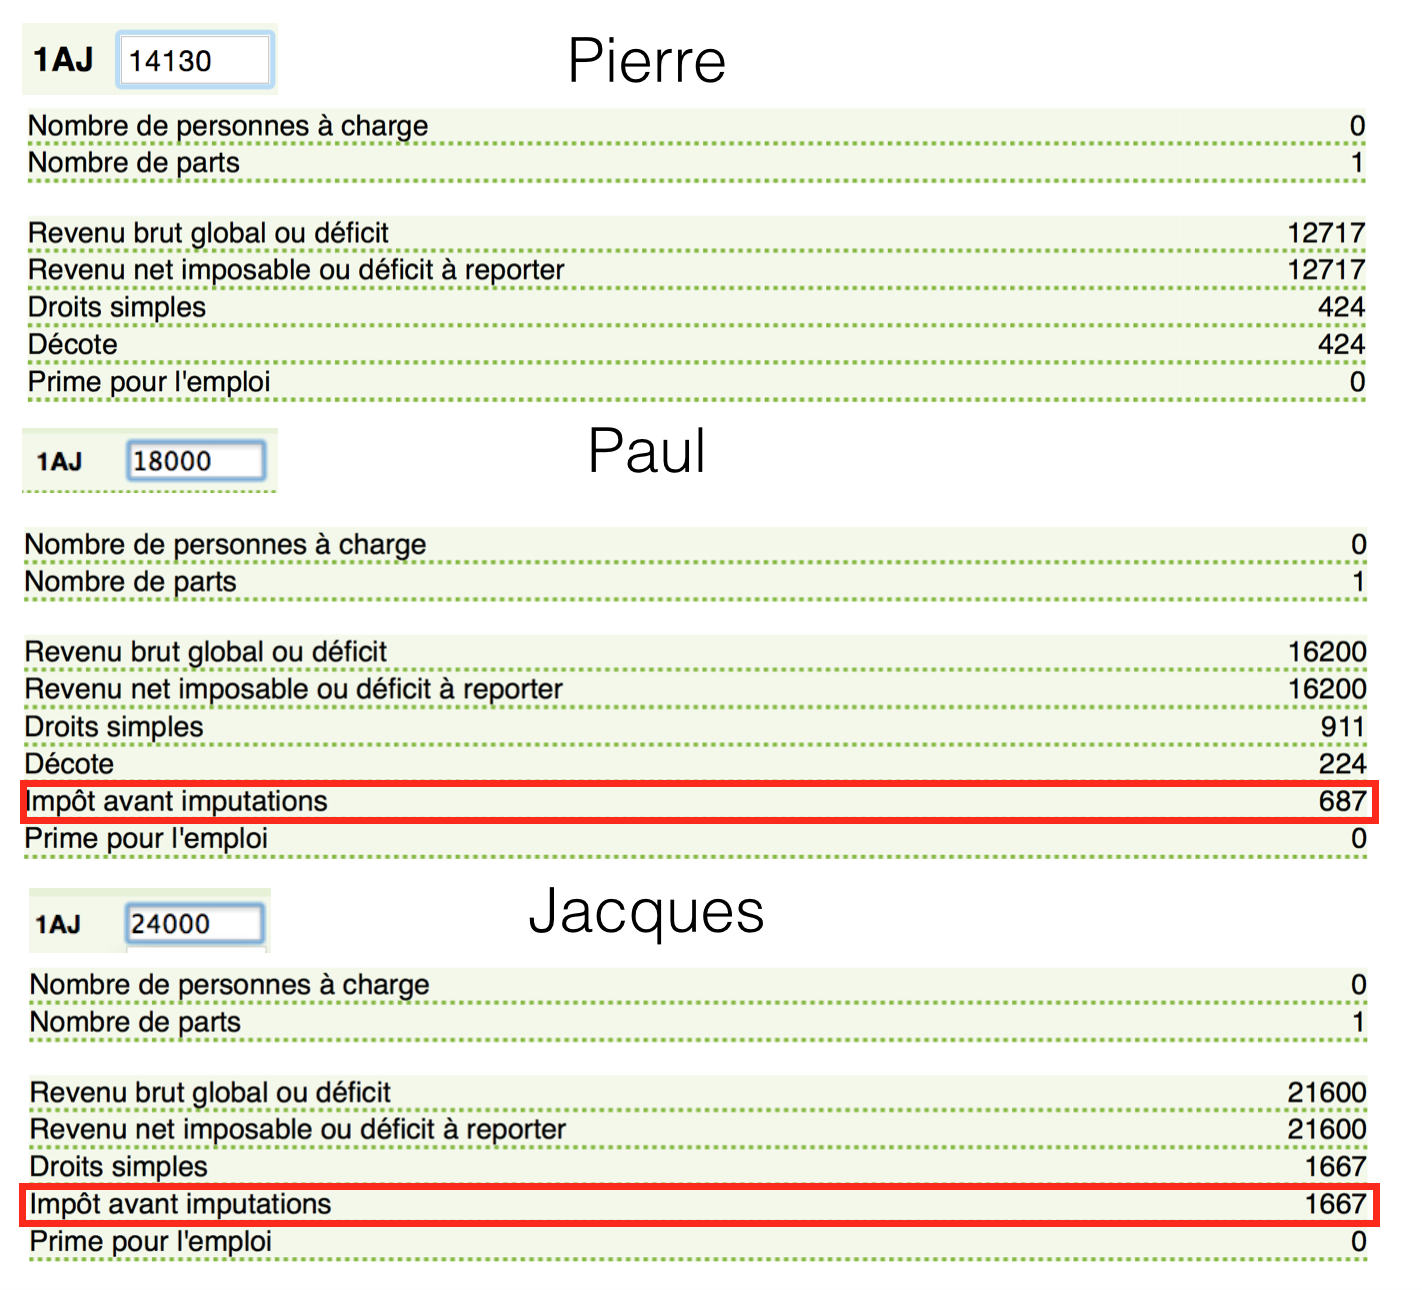 1AJ 14130 Pierre
Nombre de personnes à charge 0
Nombre de parts 1
Revenu brut global ou déficit 12717
Revenu net imposable ou déficit à reporter 12717
Droits simples 424
Décote 424
Prime pour l'emploi 0
1AJ 18000 Paul
Nombre de personnes à charge 0
Nombre de parts 1
Revenu brut global ou déficit 16200
Revenu net imposable ou déficit à reporter 16200
Droits simples 911
Décote 224
Impôt avant imputations 687
Prime pour l'emploi 0
1AJ 24000 Jacques
Nombre de personnes à charge 0
Nombre de parts 1
Revenu brut global ou déficit 21600
Revenu net imposable ou déficit à reporter 21600
Droits simples 1667
Impôt avant imputations 1667
Prime pour l'emploi 0